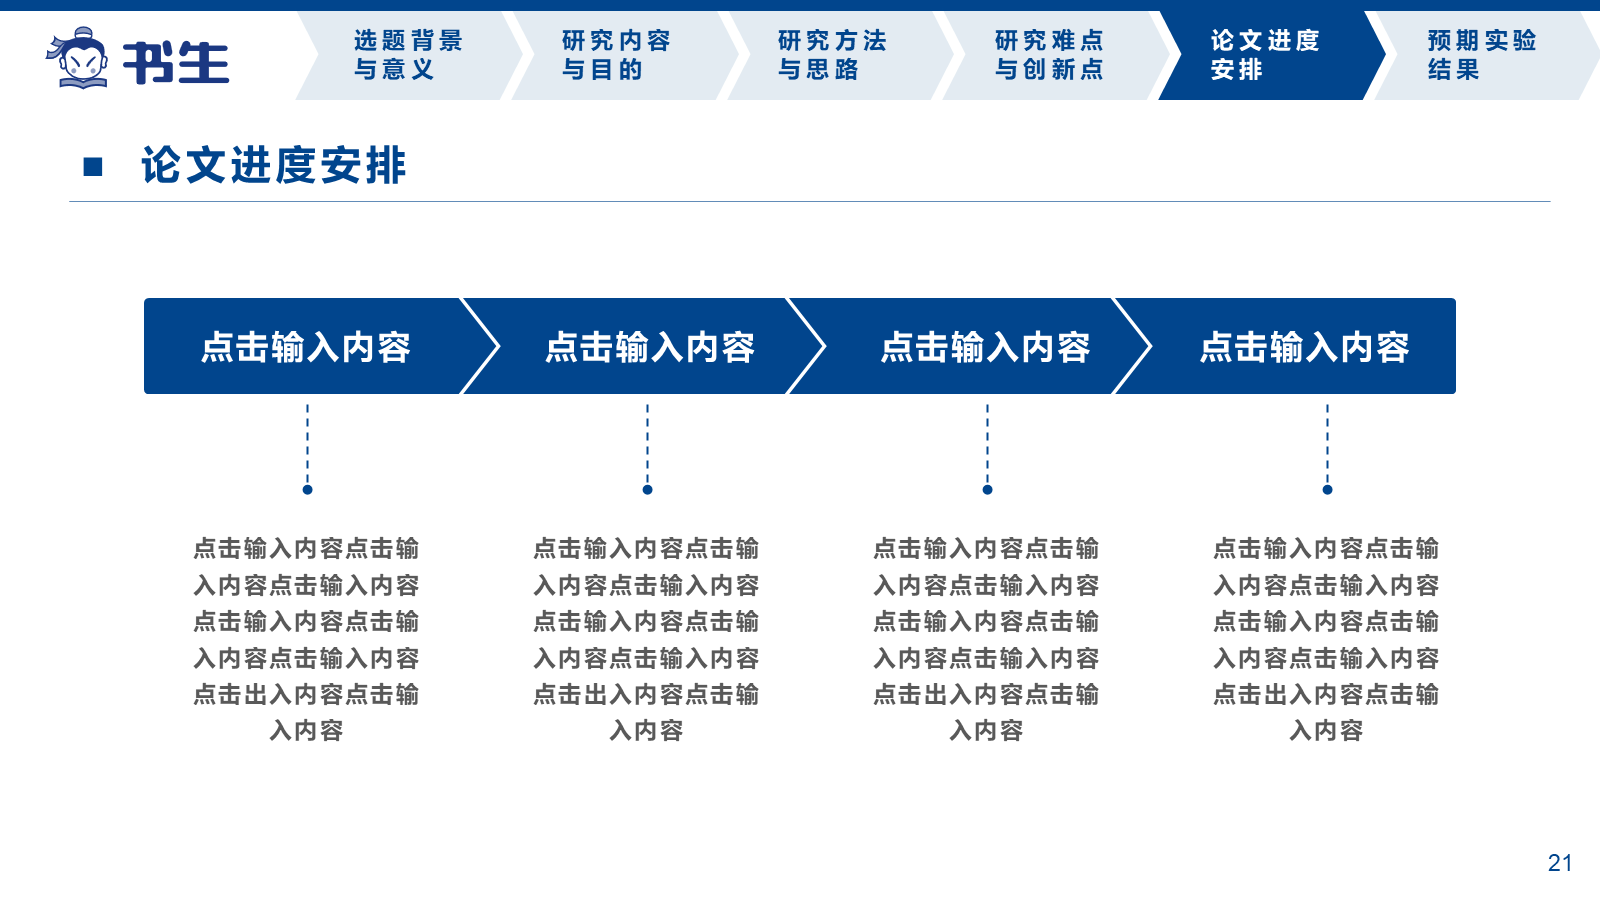 书生
选题背景
与意义
研究内容
与目的
研究方法
与思路
研究难点
与创新点
论文进度
安排
预期实验
结果
■ 论文进度安排
点击输入内容
点击输入内容
点击输入内容
点击输入内容
点击输入内容点击输
入内容点击输入内容
点击输入内容点击输
入内容点击输入内容
点击出入内容点击输
入内容
点击输入内容点击输
入内容点击输入内容
点击输入内容点击输
入内容点击输入内容
点击出入内容点击输
入内容
点击输入内容点击输
入内容点击输入内容
点击输入内容点击输
入内容点击输入内容
点击出入内容点击输
入内容
点击输入内容点击输
入内容点击输入内容
点击输入内容点击输
入内容点击输入内容
点击出入内容点击输
入内容
21